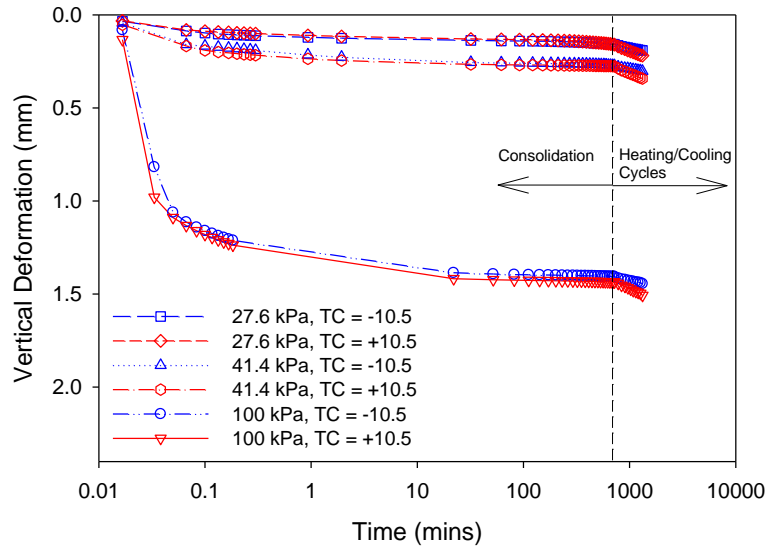 0.0
0.5
1.0
1.5
2.0
Vertical Deformation (mm)
Consolidation
Heating/Cooling
Cycles
27.6 kPa, TC = -10.5
27.6 kPa, TC = +10.5
41.4 kPa, TC = -10.5
41.4 kPa, TC = +10.5
100 kPa, TC = -10.5
100 kPa, TC = +10.5
0.01 0.1 1 10 100 1000 10000
Time (mins)